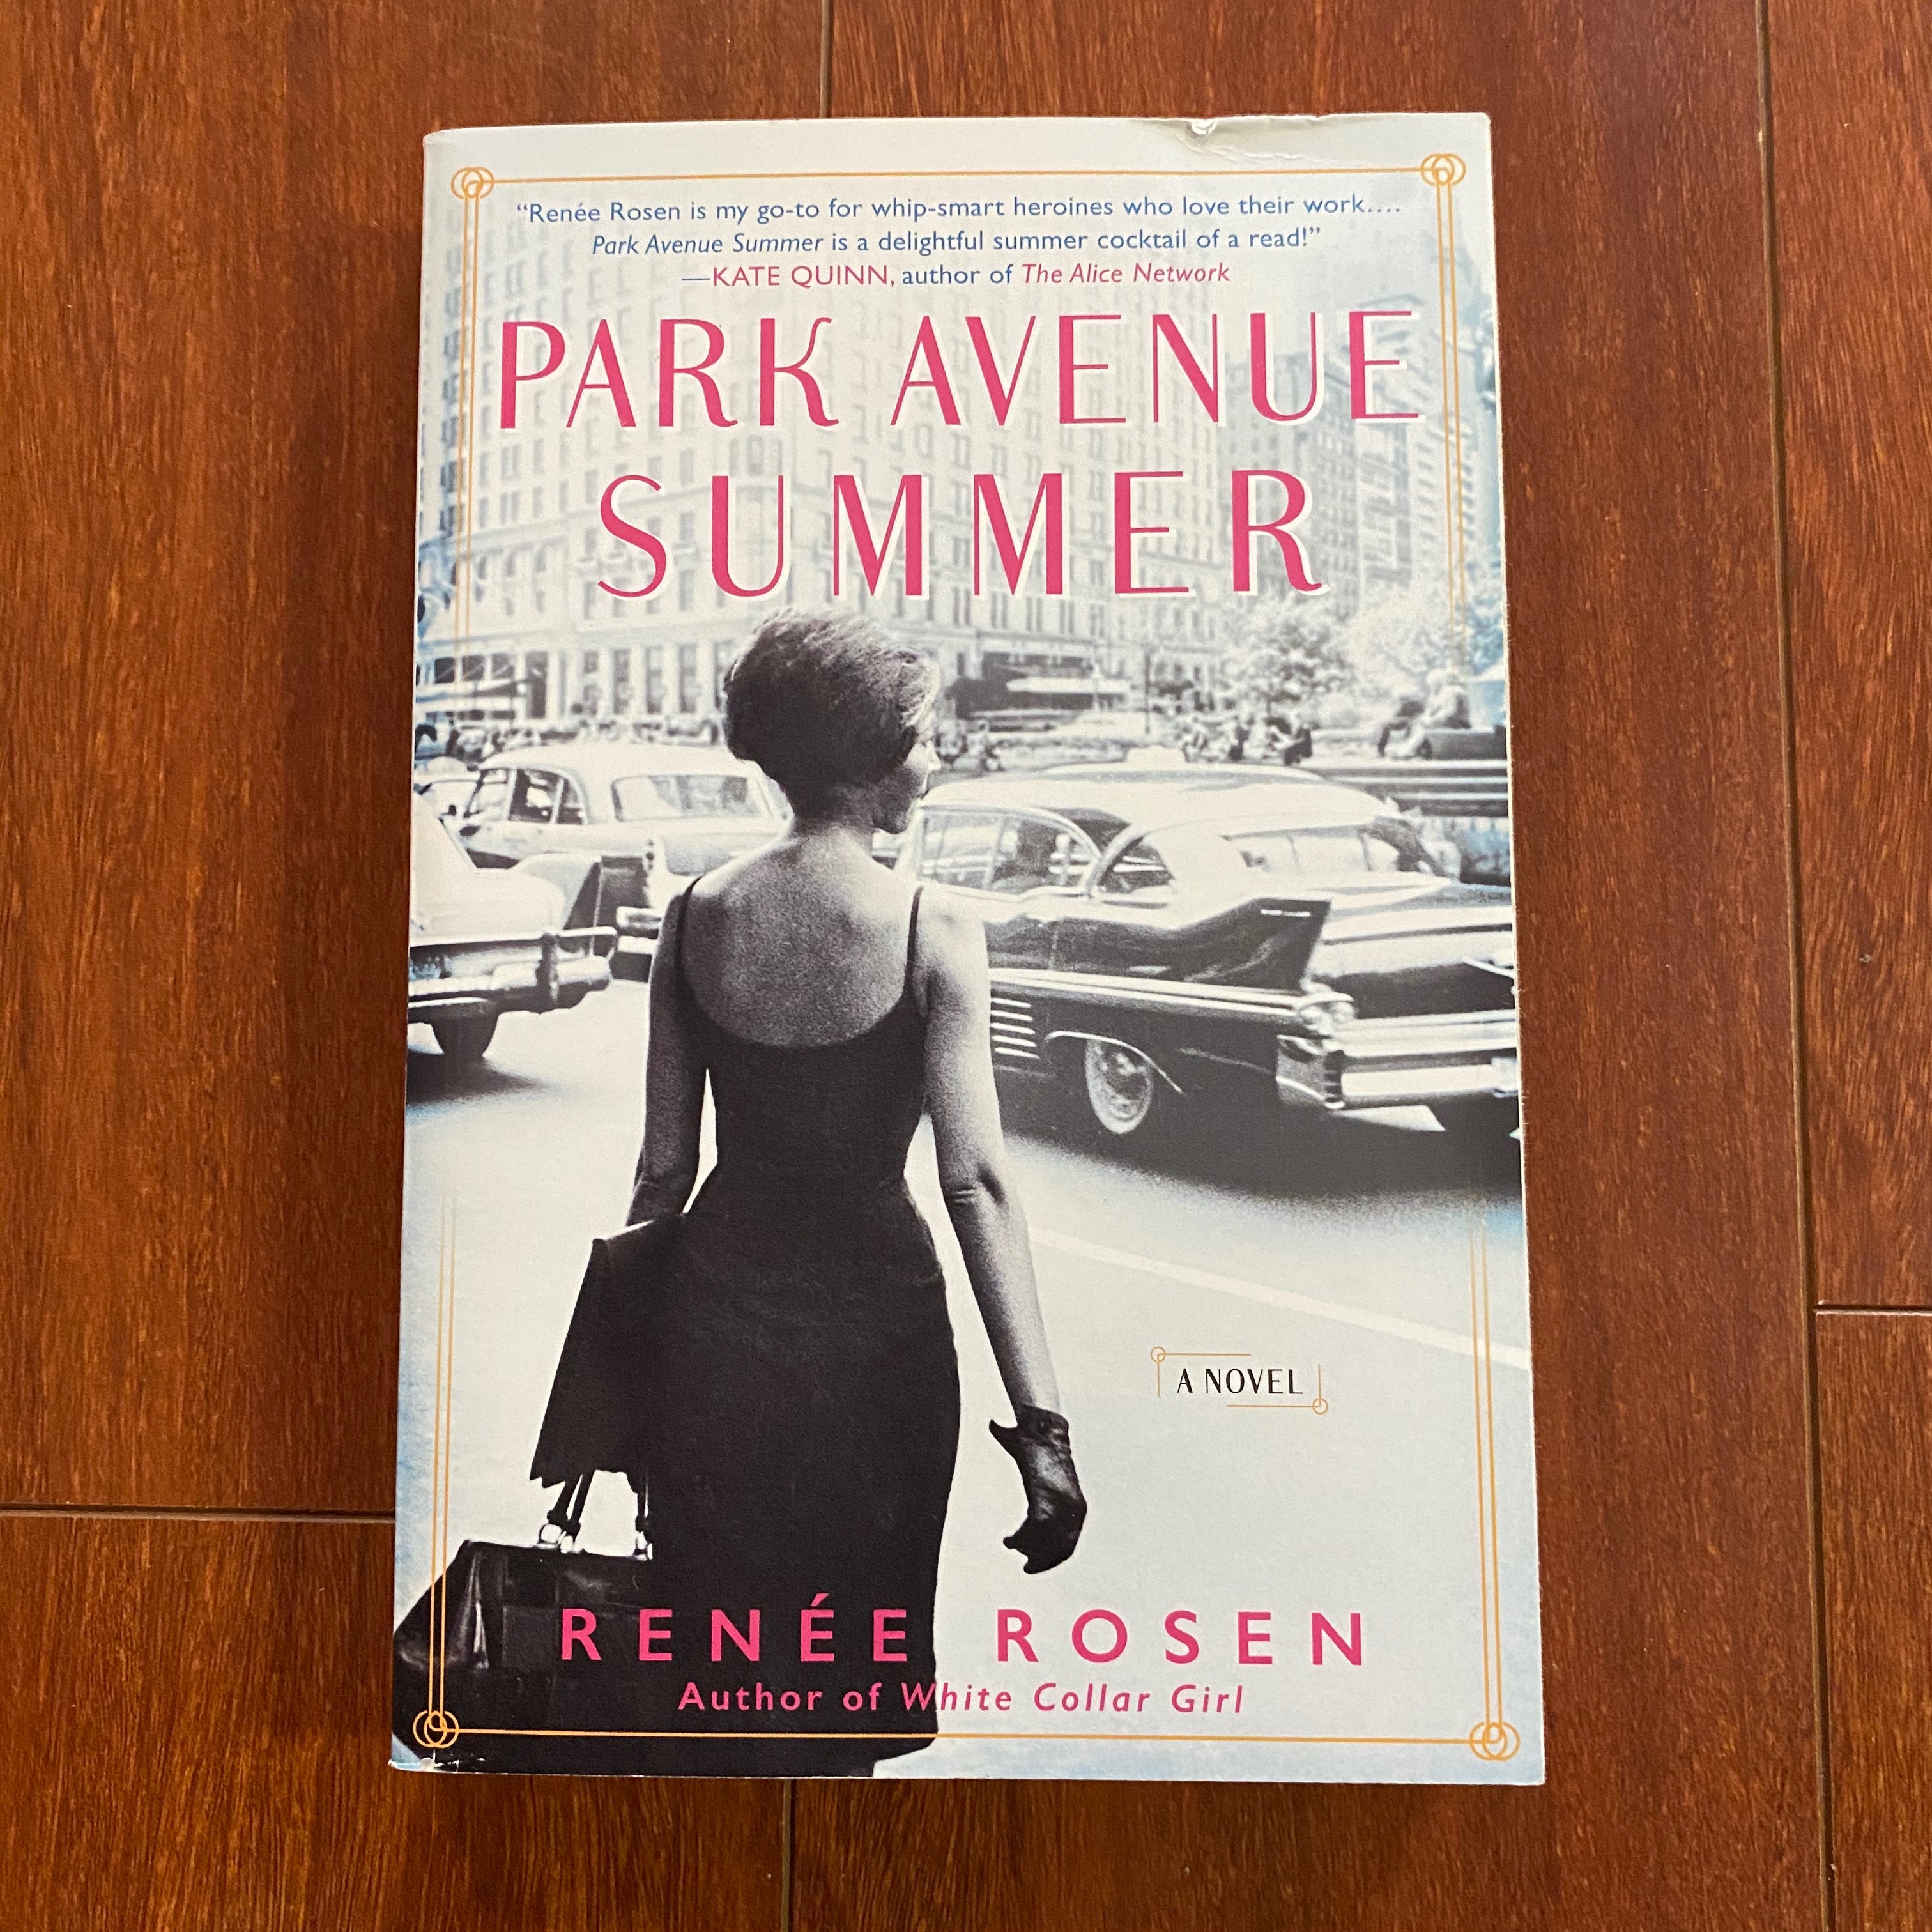 “Renée Rosen is my go-to for whip-smart heroines who love their work....
Park Avenue Summer is a delightful summer cocktail of a read!”
—KATE QUINN, author of The Alice Network
PARK AVENUE
SUMMER
A NOVEL
RENÉE ROSEN
Author of White Collar Girl